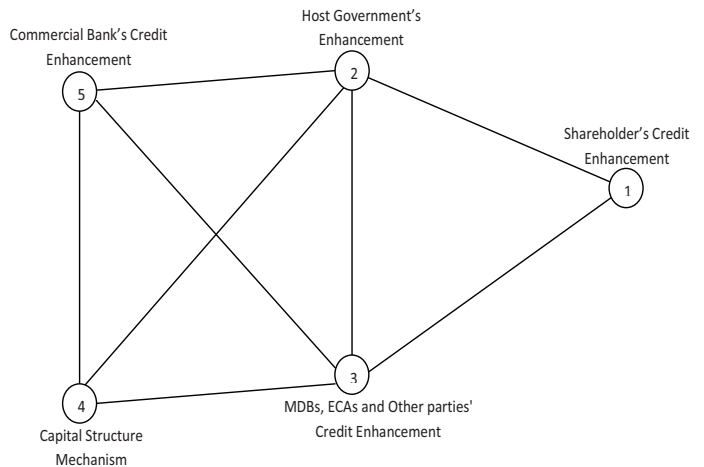 Host Government's
Enhancement
2
Commercial Bank's Credit
Enhancement
5
Shareholder's Credit
Enhancement
1
3
MDBs, ECAs and Other parties'
Credit Enhancement
4
Capital Structure
Mechanism